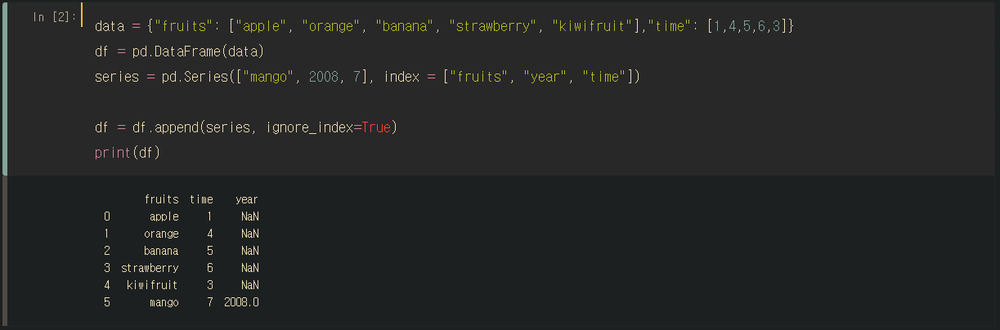 In [2]:
data = {"fruits": ["apple", "orange", "banana", "strawberry", "kiwifruit"],"time": [1,4,5,6,3]}
df = pd.DataFrame(data)
series = pd.Series(["mango", 2008, 7], index = ["fruits", "year", "time"])
df = df.append(series, ignore_index=True)
print(df)
fruits time year
0 apple 1 NaN
1 orange 4 NaN
2 banana 5 NaN
3 strawberry 6 NaN
4 kiwifruit 3 NaN
5 mango 7 2008.0